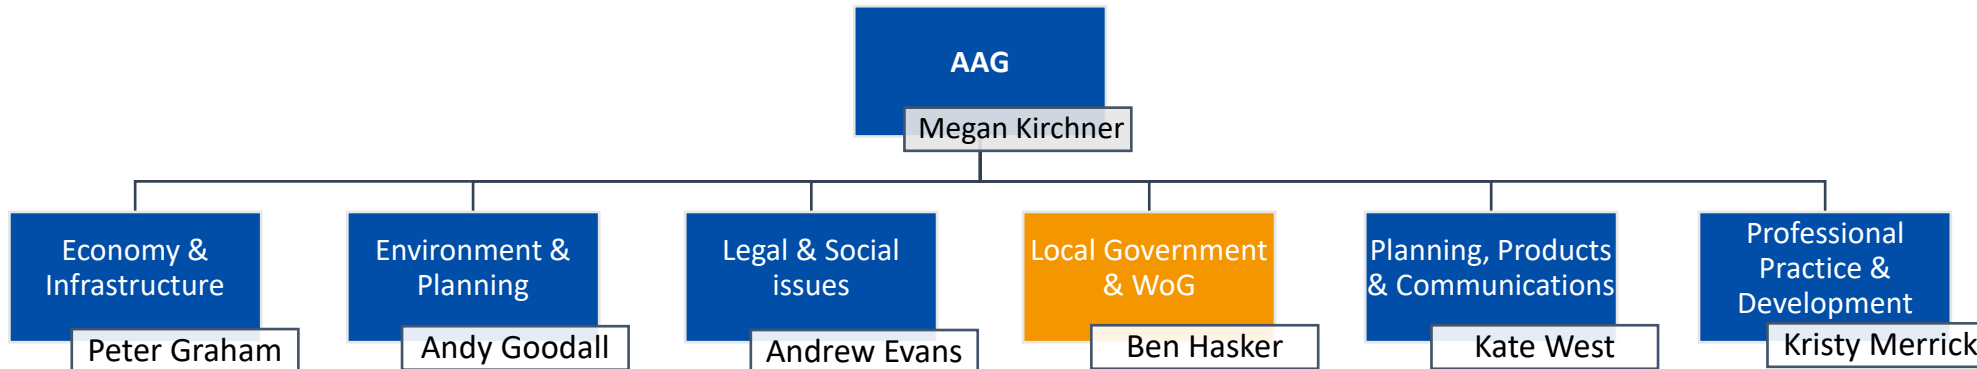 AAG
Megan Kirchner
Economy &
Infrastructure
Peter Graham
Environment &
Planning
Andy Goodall
Legal & Social
issues
Andrew Evans
Local Government
& WoG
Ben Hasker
Planning, Products
& Communications
Kate West
Professional
Practice &
Development
Kristy Merrick